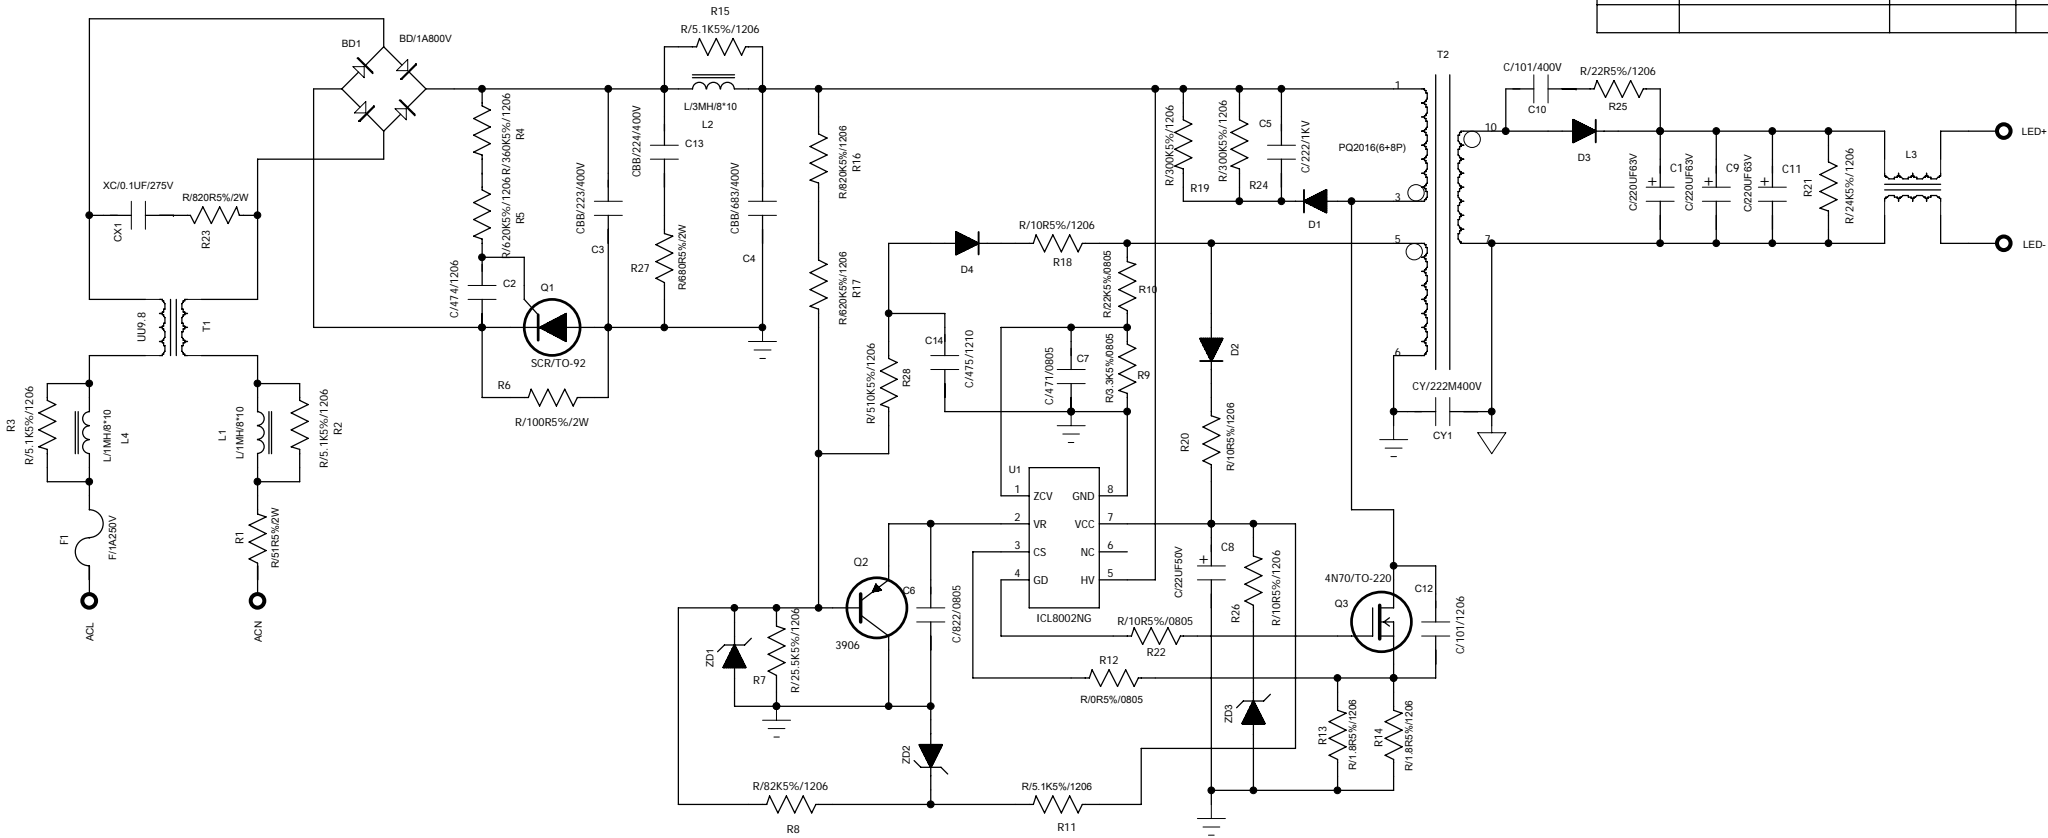 R15
R/5.1K5%/1206
BD1
BD/1A800V
L/3MH/8*10
L2
R/360K5%/1206
R4
R/620K5%/1206
R5
CBB/224/400V
C13
CBB/223/400V
C3
R27
R/680R5%/2W
CBB/683/400V
C4
R/820K5%/1206
R16
R/620K5%/1206
R17
XC/0.1UF/275V
R/820R5%/2W
CX1
R23
C/474/1206
C2
Q1
SCR/TO-92
R6
R/100R5%/2W
UU9.8
T1
R3
R/5.1K5%/1206
L/1MH/8*10
L4
L1
L/1MH/8*10
R/5.1K5%/1206
R2
F1
F/1A250V
R1
R/51R5%/2W
ACL
ACN
R/300K5%/1206
R19
R/300K5%/1206
R24
C5
C/222/1KV
D1
T2
PQ2016(6+8P)
1
3
5
6
10
7
C/101/400V
C10
R/22R5%/1206
R25
D3
C1
+
C/220UF63V
C9
+
C/220UF63V
C11
+
C/220UF63V
R21
R/24K5%/1206
L3
LED+
LED-
D4
R/10R5%/1206
R18
R/22K5%/0805
R10
R/3.3K5%/0805
R9
D2
C14
C/475/1210
R/510K5%/1206
R28
C7
C/471/0805
R20
R/10R5%/1206
CY/222M400V
CY1
U1
1 ZCV GND 8
2 VR VCC 7
3 CS NC 6
4 GD HV 5
ICL8002NG
Q2
3906
C6
C/822/0805
ZD1
R7
R/25.5K5%/1206
ZD2
R/82K5%/1206
R8
R/5.1K5%/1206
R11
R/10R5%/0805
R22
R12
R/0R5%/0805
C8
+
C/22UF50V
R26
R/10R5%/1206
ZD3
4N70/TO-220
Q3
C12
C/101/1206
R13
R/1.8R5%/1206
R14
R/1.8R5%/1206